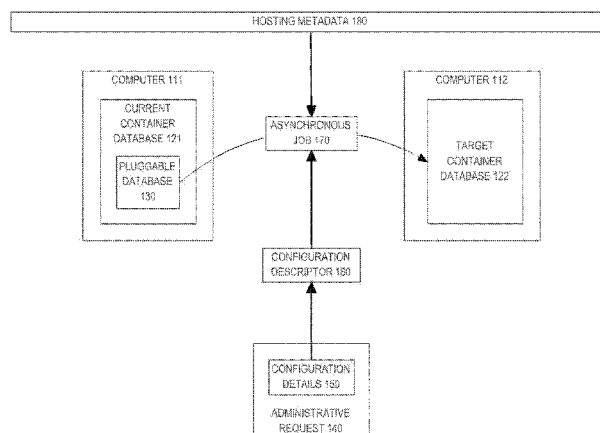 HOSTING METADATA 180
COMPUTER 111
CURRENT
CONTAINER
DATABASE 121
PLUGGABLE
DATABASE
130
ASYNCHRONOUS
JOB 170
COMPUTER 112
TARGET
CONTAINER
DATABASE 122
CONFIGURATION
DESCRIPTOR 160
CONFIGURATION
DETAILS 150
ADMINISTRATIVE
REQUEST 140